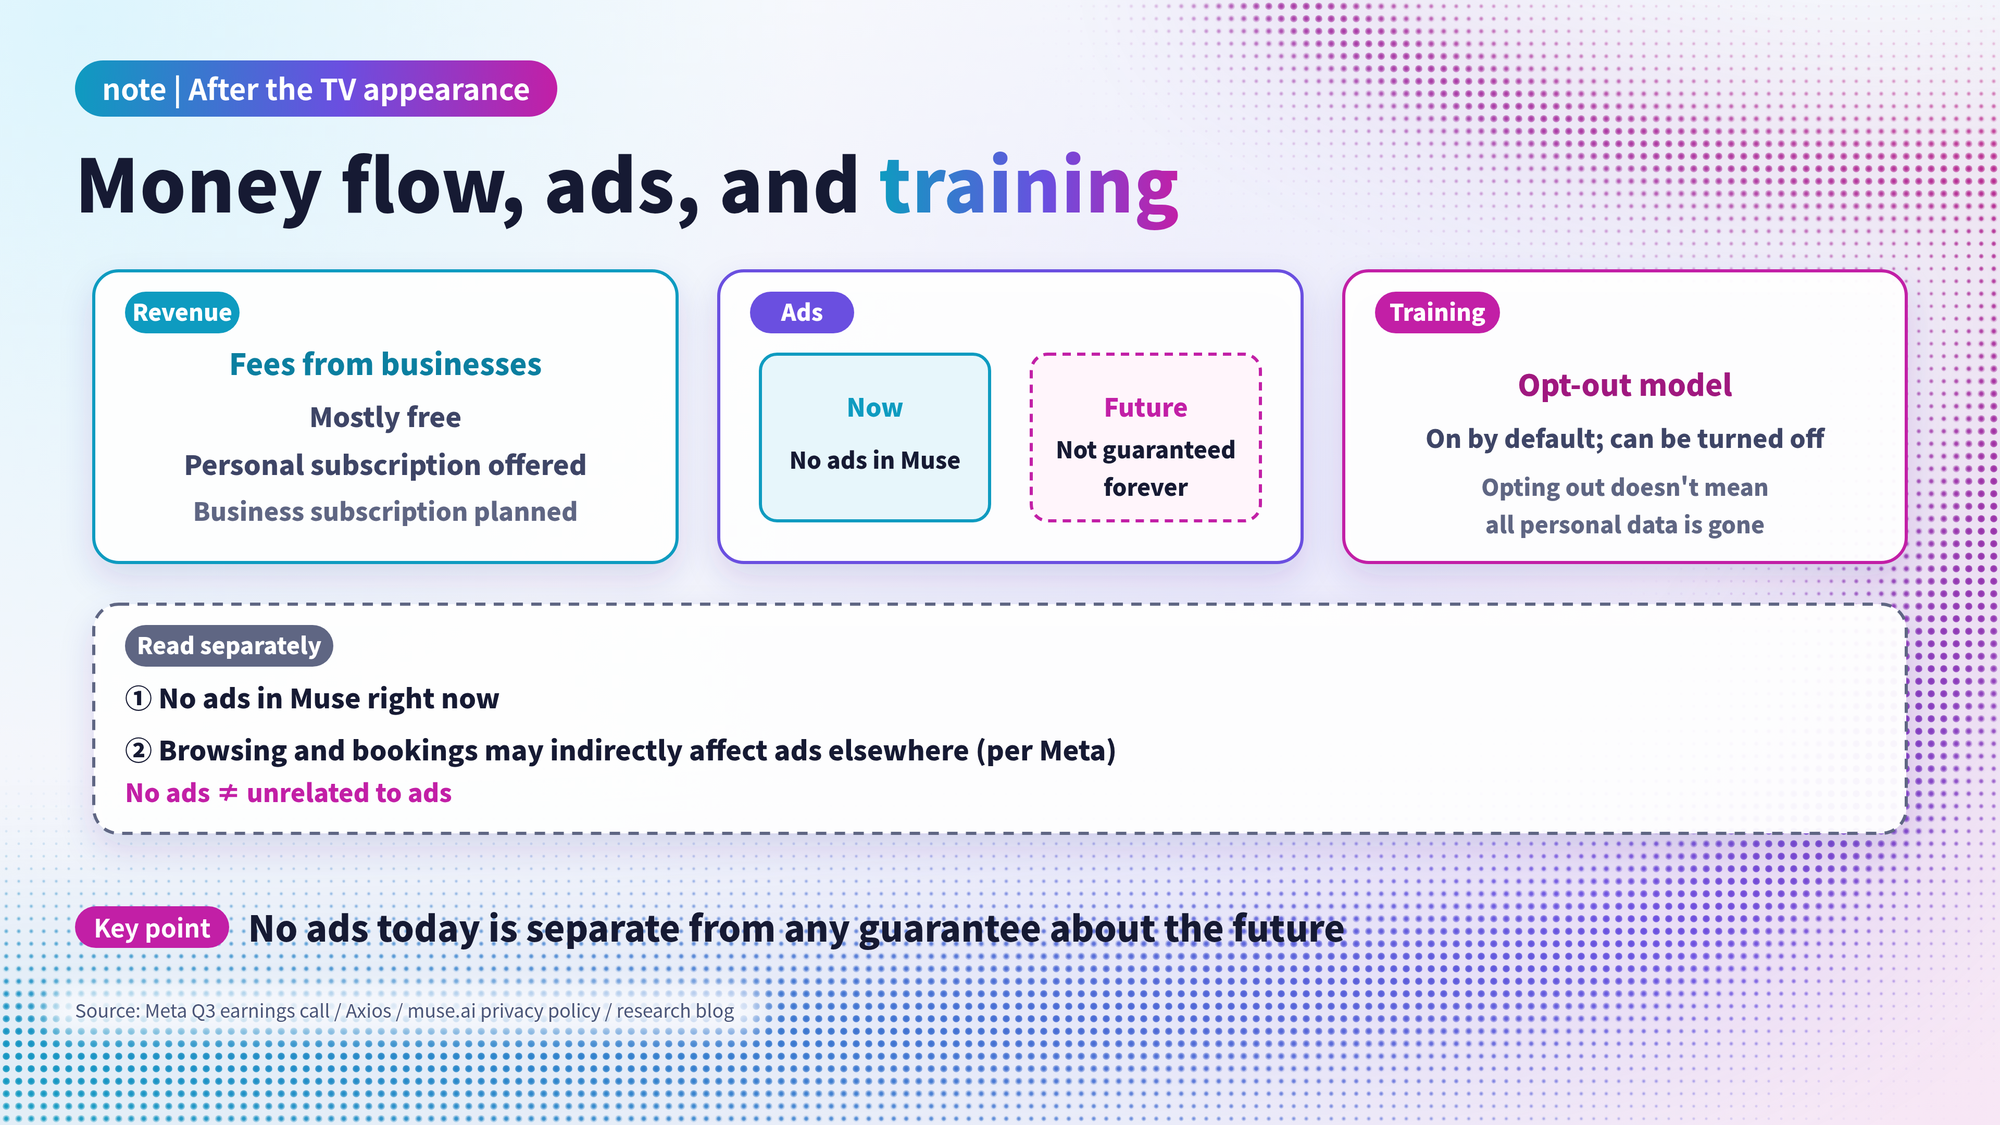 note | After the TV appearance
Money flow, ads, and training
Revenue
Fees from businesses
Mostly free
Personal subscription offered
Business subscription planned
Ads
Now
No ads in Muse
Future
Not guaranteed
forever
Training
Opt-out model
On by default; can be turned off
Opting out doesn't mean
all personal data is gone
Read separately
① No ads in Muse right now
② Browsing and bookings may indirectly affect ads elsewhere (per Meta)
No ads ≠ unrelated to ads
Key point
No ads today is separate from any guarantee about the future
Source: Meta Q3 earnings call / Axios / muse.ai privacy policy / research blog